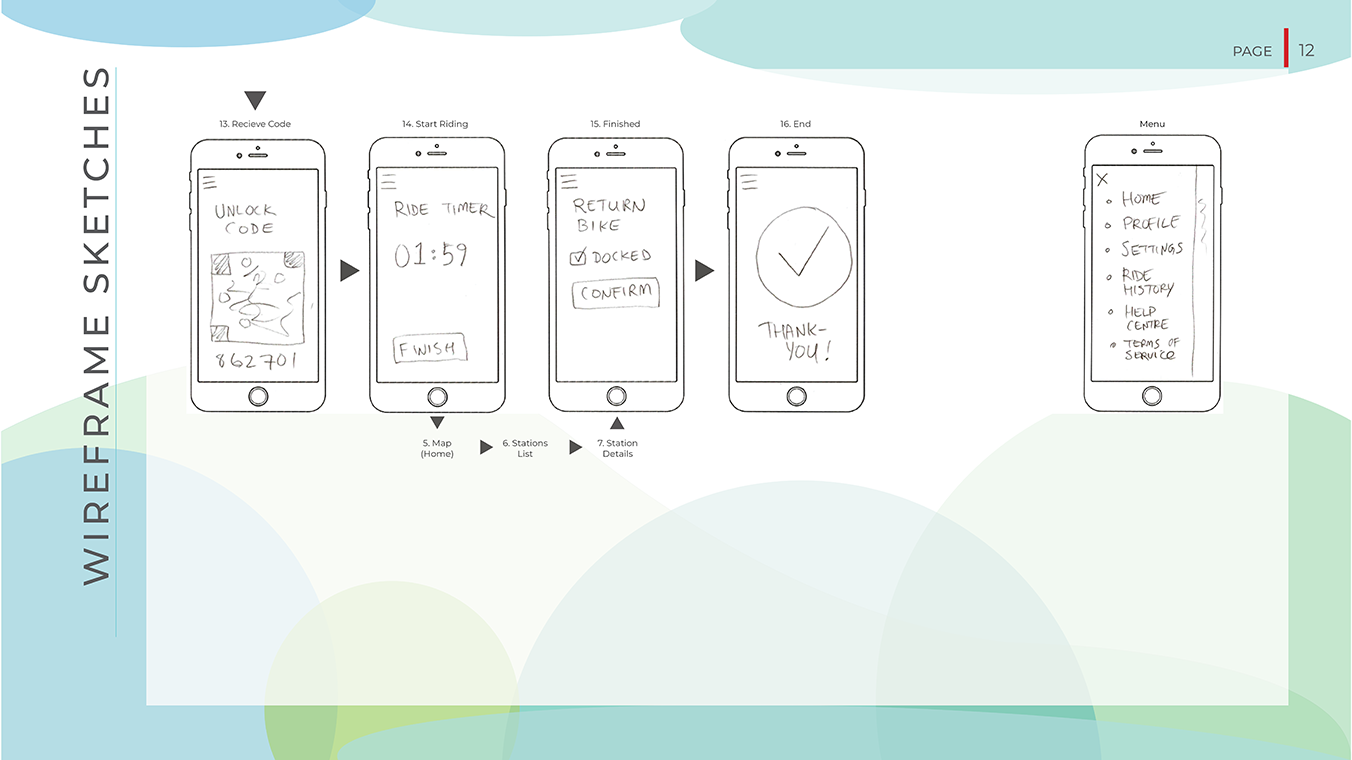 PAGE 12
WIREFRAME SKETCHES
13. Recieve Code
UNLOCK
CODE
862701
14. Start Riding
RIDE TIMER
01:59
FINISH
15. Finished
RETURN
BIKE
DOCKED
CONFIRM
16. End
THANK-
YOU!
Menu
X
HOME
PROFILE
SETTINGS
RIDE
HISTORY
HELP
CENTRE
TERMS OF
SERVICE
5. Map
(Home)
6. Stations
List
7. Station
Details